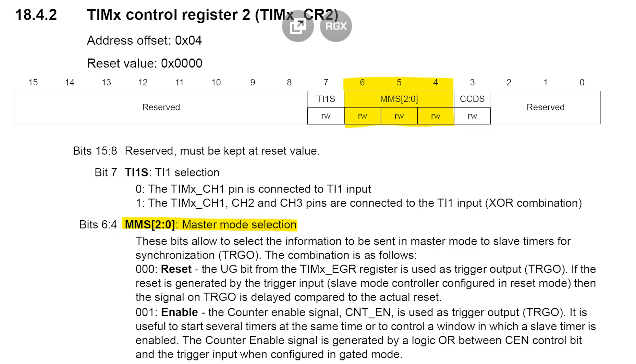 18.4.2 TIMx control register 2 (TIMx_CR2)
RGX
Address offset: 0x04
Reset value: 0x0000
15 14 13 12 11 10 9 8 7 6 5 4 3 2 1 0
Reserved TI1S MMS[2:0] CCDS Reserved
rw rw rw rw rw
Bits 15:8 Reserved, must be kept at reset value.
Bit 7 TI1S: TI1 selection
0: The TIMx_CH1 pin is connected to TI1 input
1: The TIMx_CH1, CH2 and CH3 pins are connected to the TI1 input (XOR combination)
Bits 6:4 MMS[2:0]: Master mode selection
These bits allow to select the information to be sent in master mode to slave timers for
synchronization (TRGO). The combination is as follows:
000: Reset - the UG bit from the TIMx_EGR register is used as trigger output (TRGO). If the
reset is generated by the trigger input (slave mode controller configured in reset mode) then
the signal on TRGO is delayed compared to the actual reset.
001: Enable - the Counter enable signal, CNT_EN, is used as trigger output (TRGO). It is
useful to start several timers at the same time or to control a window in which a slave timer is
enabled. The Counter Enable signal is generated by a logic OR between CEN control bit
and the trigger input when configured in gated mode.